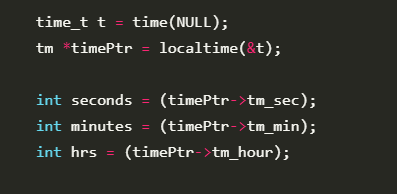 time_t t = time(NULL);
tm *timePtr = localtime(&t);
int seconds = (timePtr->tm_sec);
int minutes = (timePtr->tm_min);
int hrs = (timePtr->tm_hour);